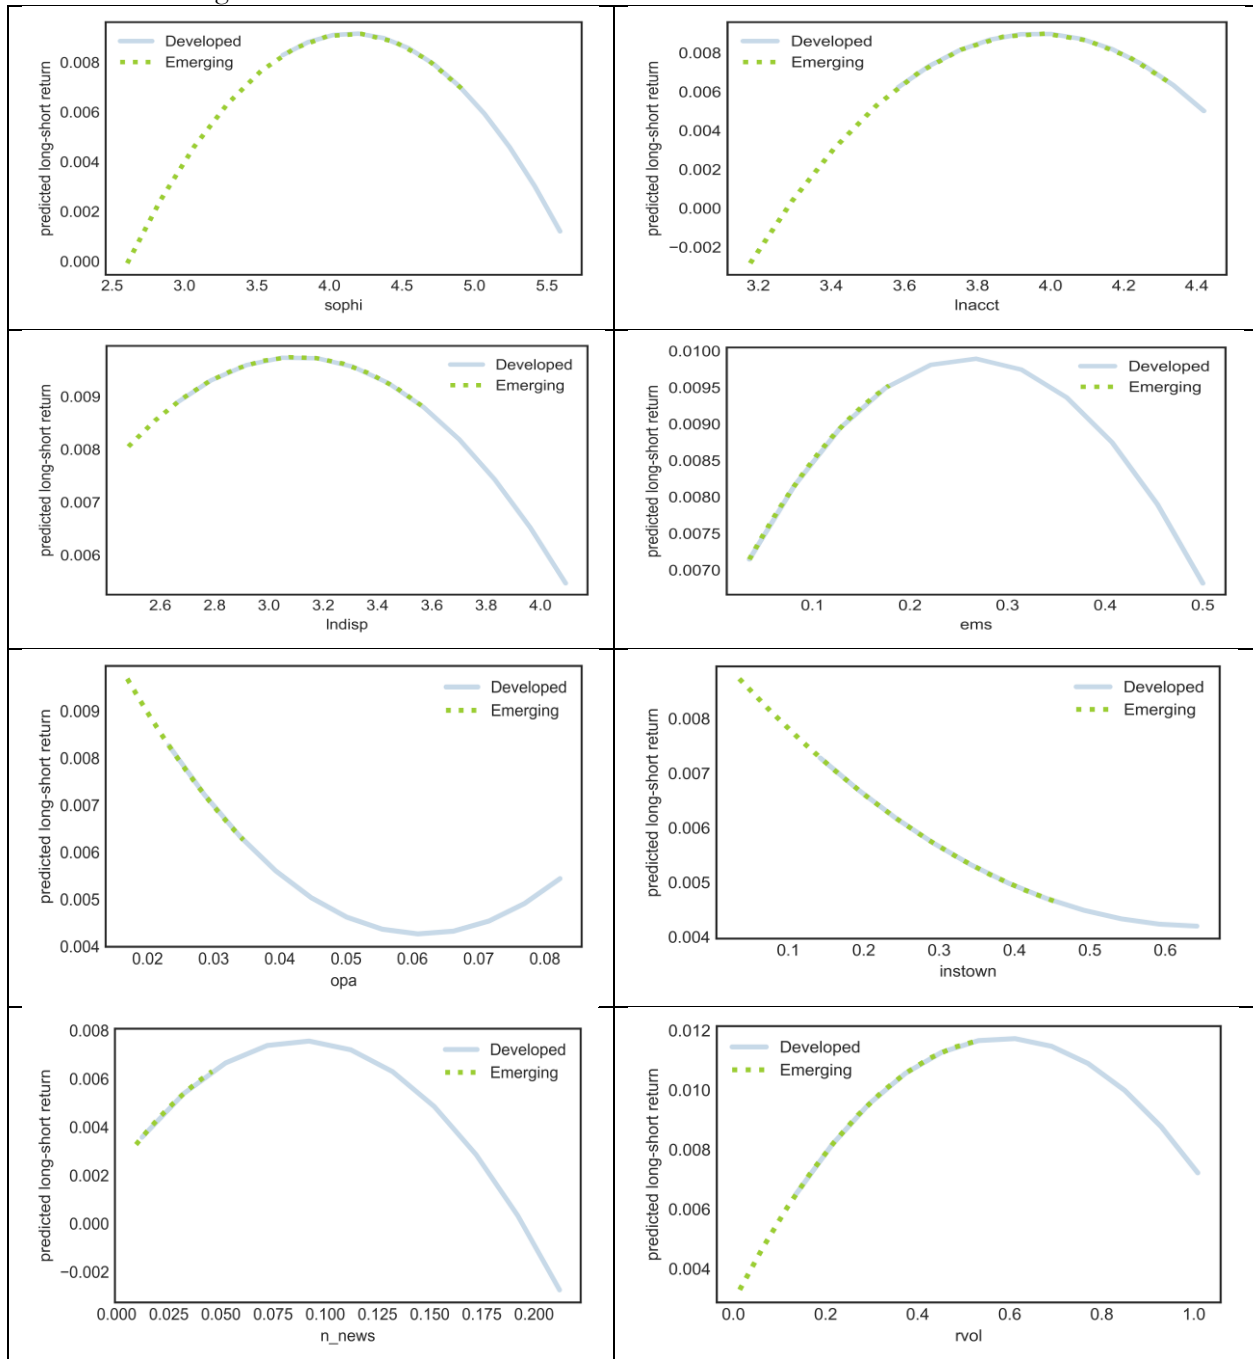 Developed
Emerging
predicted long-short return
0.008
0.006
0.004
0.002
0.000
2.5 3.0 3.5 4.0 4.5 5.0 5.5
sophi
Developed
Emerging
predicted long-short return
0.008
0.006
0.004
0.002
0.000
−0.002
3.2 3.4 3.6 3.8 4.0 4.2 4.4
lnacct
Developed
Emerging
predicted long-short return
0.009
0.008
0.007
0.006
2.6 2.8 3.0 3.2 3.4 3.6 3.8 4.0
lndisp
Developed
Emerging
predicted long-short return
0.0100
0.0095
0.0090
0.0085
0.0080
0.0075
0.0070
0.1 0.2 0.3 0.4 0.5
ems
Developed
Emerging
predicted long-short return
0.009
0.008
0.007
0.006
0.005
0.004
0.02 0.03 0.04 0.05 0.06 0.07 0.08
opa
Developed
Emerging
predicted long-short return
0.008
0.007
0.006
0.005
0.004
0.1 0.2 0.3 0.4 0.5 0.6
instown
Developed
Emerging
predicted long-short return
0.008
0.006
0.004
0.002
0.000
−0.002
0.000 0.025 0.050 0.075 0.100 0.125 0.150 0.175 0.200
n_news
Developed
Emerging
predicted long-short return
0.012
0.010
0.008
0.006
0.004
0.0 0.2 0.4 0.6 0.8 1.0
rvol